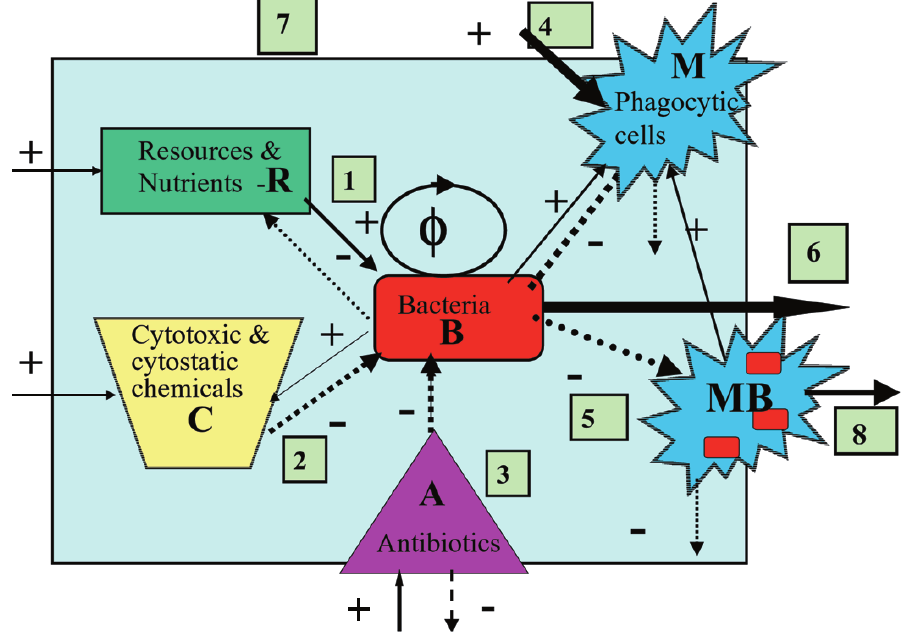 7
+
4
M
Phagocytic
cells
+
Resources &
Nutrients -R
1
+
ϕ
-
+
-
+
6
Bacteria
B
+
Cytotoxic &
cytostatic
chemicals
C
+
-
-
-
5
MB
8
2
3
A
Antibiotics
-
+
-